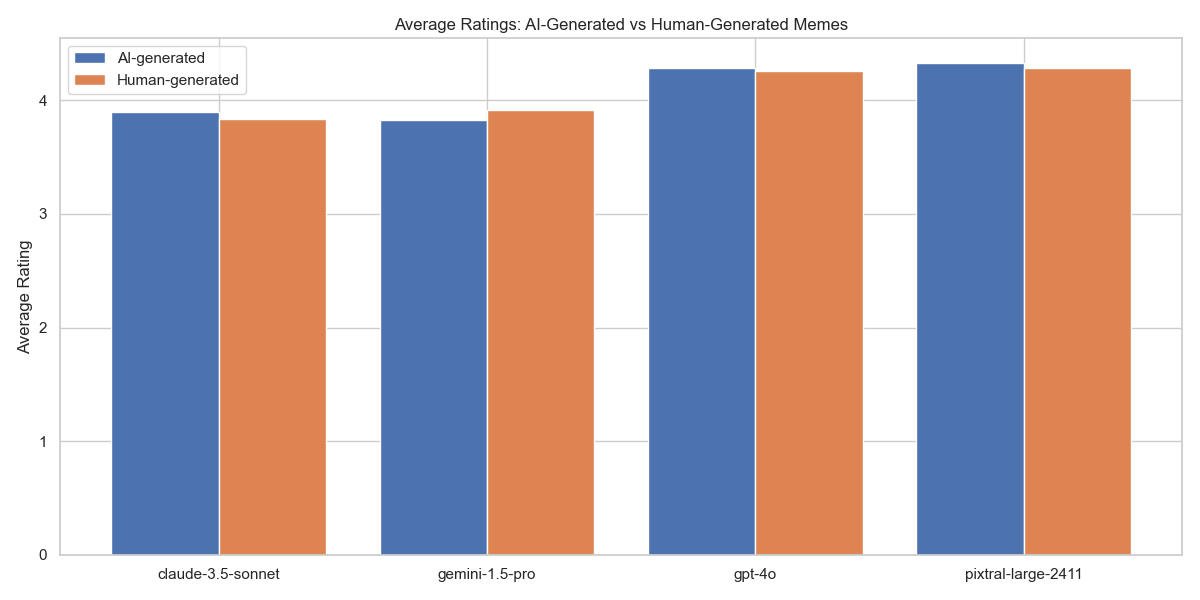 Average Ratings: AI-Generated vs Human-Generated Memes
AI-generated
Human-generated
Average Rating
4
3
2
1
0
claude-3.5-sonnet
gemini-1.5-pro
gpt-4o
pixtral-large-2411